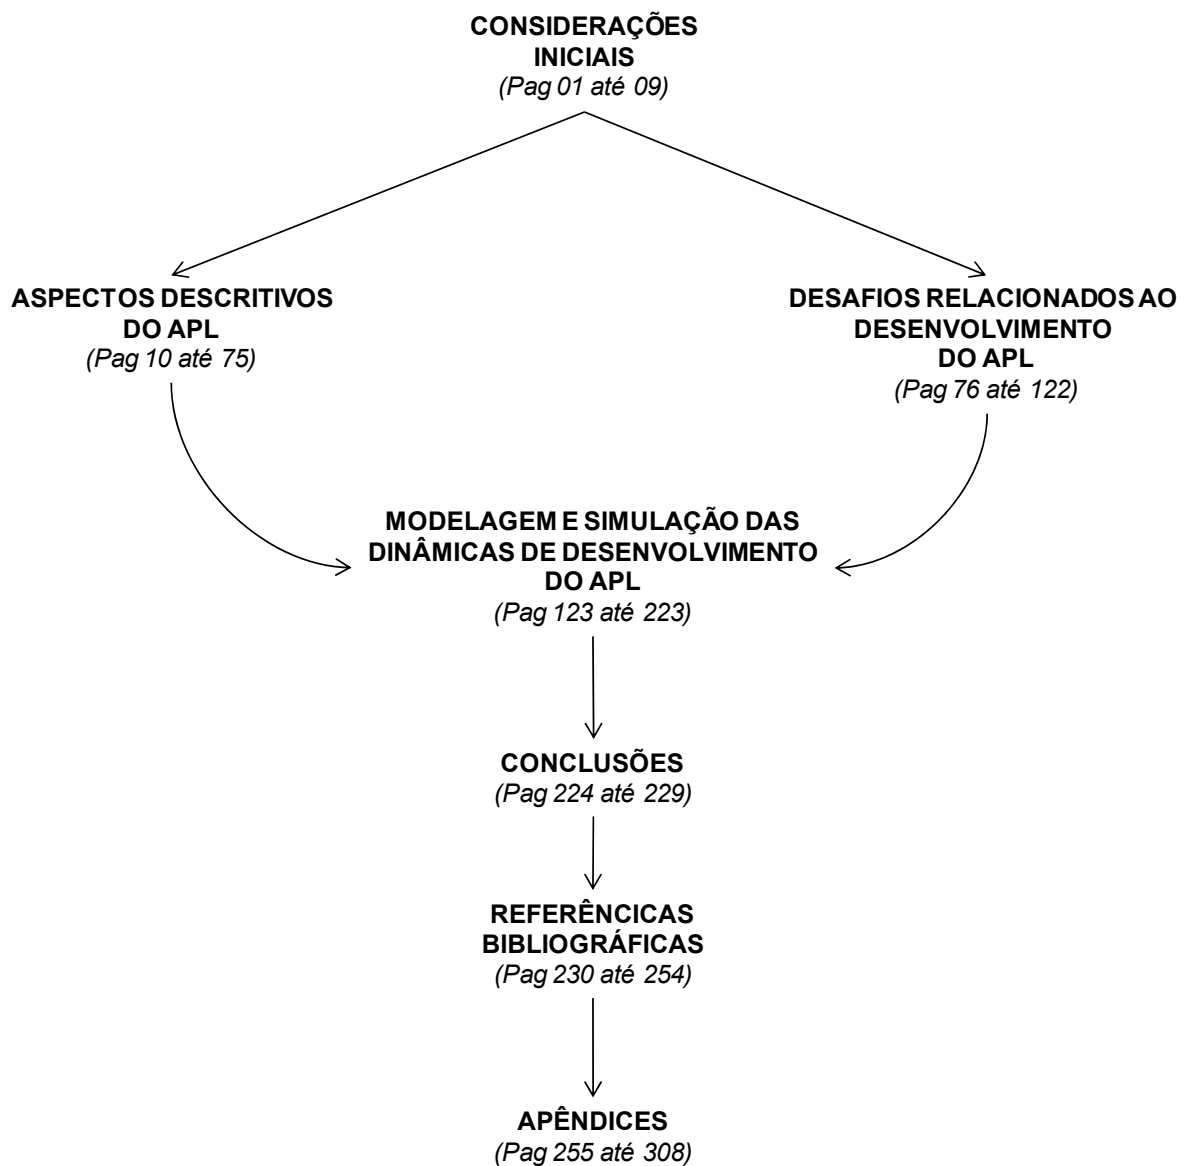 CONSIDERAÇÕES
INICIAIS
(Pag 01 até 09)
ASPECTOS DESCRITIVOS
DO APL
(Pag 10 até 75)
DESAFIOS RELACIONADOS AO
DESENVOLVIMENTO
DO APL
(Pag 76 até 122)
MODELAGEM E SIMULAÇÃO DAS
DINÂMICAS DE DESENVOLVIMENTO
DO APL
(Pag 123 até 223)
CONCLUSÕES
(Pag 224 até 229)
REFERÊNCICAS
BIBLIOGRÁFICAS
(Pag 230 até 254)
APÊNDICES
(Pag 255 até 308)